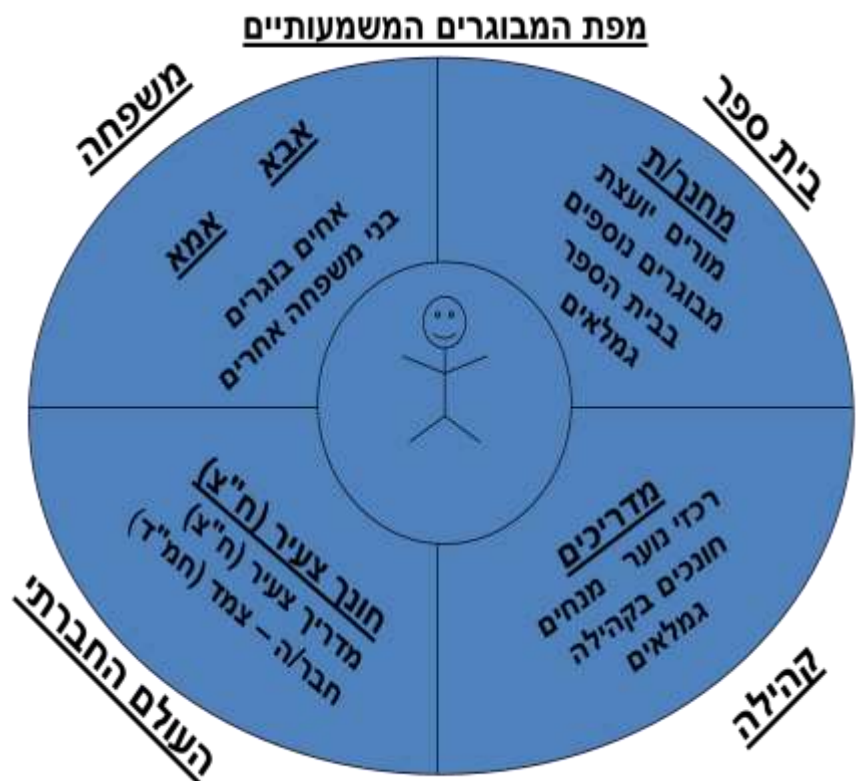 מפת המבוגרים המשמעותיים
בית ספר
מחנך/ת
מורים יועצת
מבוגרים נוספים
בבית הספר
גמלאים
משפחה
אבא
אמא
אחים בוגרים
בני משפחה אחרים
קהילה
מדריכים
רכזי נוער מנחים
חונכים בקהילה
גמלאים
העולם החברתי
חונך צעיר (ח"צ)
מדריך צעיר (ח"צ)
חבר/ה – צמד (חמ"ד)